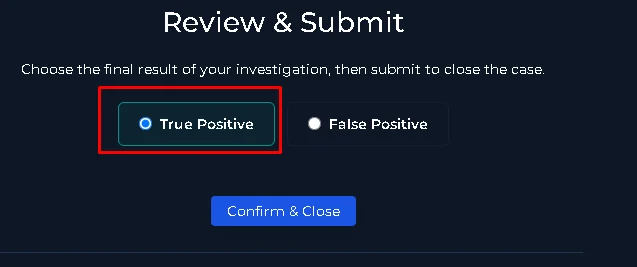 Review & Submit
Choose the final result of your investigation, then submit to close the case.
True Positive False Positive
Confirm & Close